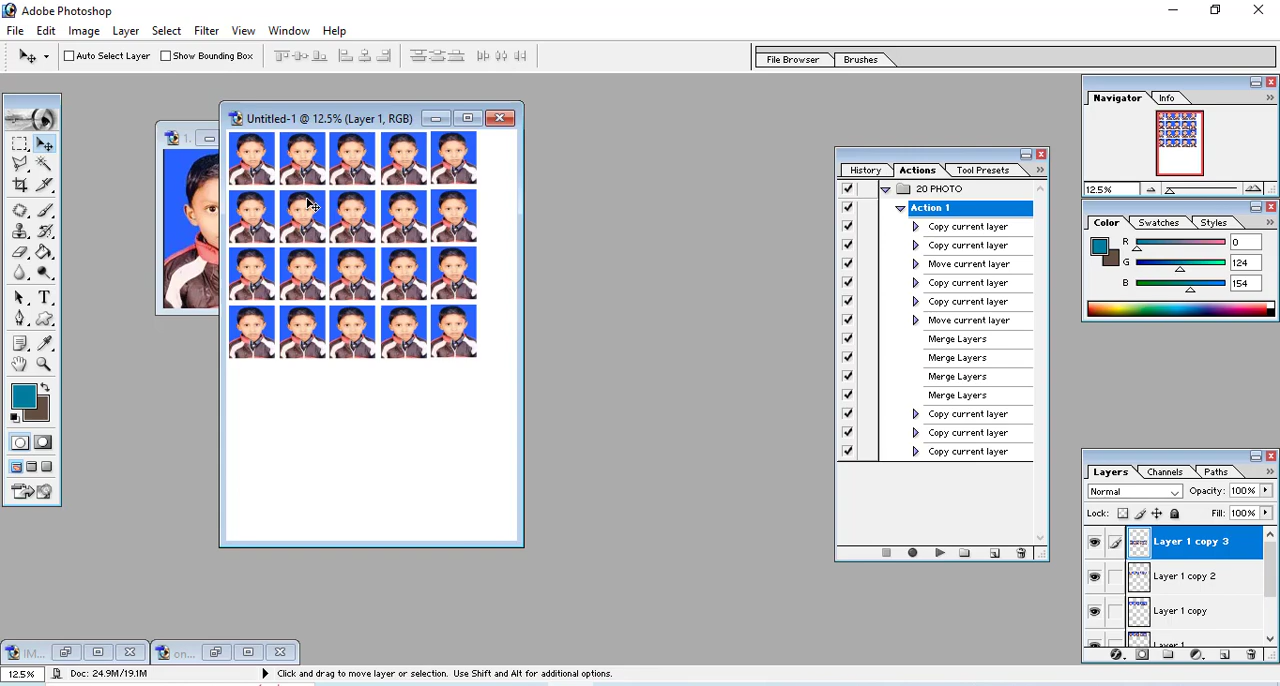 Adobe Photoshop
File Edit Image Layer Select Filter View Window Help
Auto Select Layer Show Bounding Box File Browser Brushes
Navigator Info
12.5%
Color Swatches Styles
R 0
G 124
B 154
1.
Untitled-1 @ 12.5% (Layer 1, RGB)
History Actions Tool Presets
20 PHOTO
Action 1
Copy current layer
Copy current layer
Move current layer
Copy current layer
Copy current layer
Move current layer
Merge Layers
Merge Layers
Merge Layers
Merge Layers
Copy current layer
Copy current layer
Copy current layer
Layers Channels Paths
Normal Opacity: 100%
Lock: Fill: 100%
Layer 1 copy 3
Layer 1 copy 2
Layer 1 copy
Layer 1
IM... on...
12.5% Doc: 24.9M/19.1M Click and drag to move layer or selection. Use Shift and Alt for additional options.